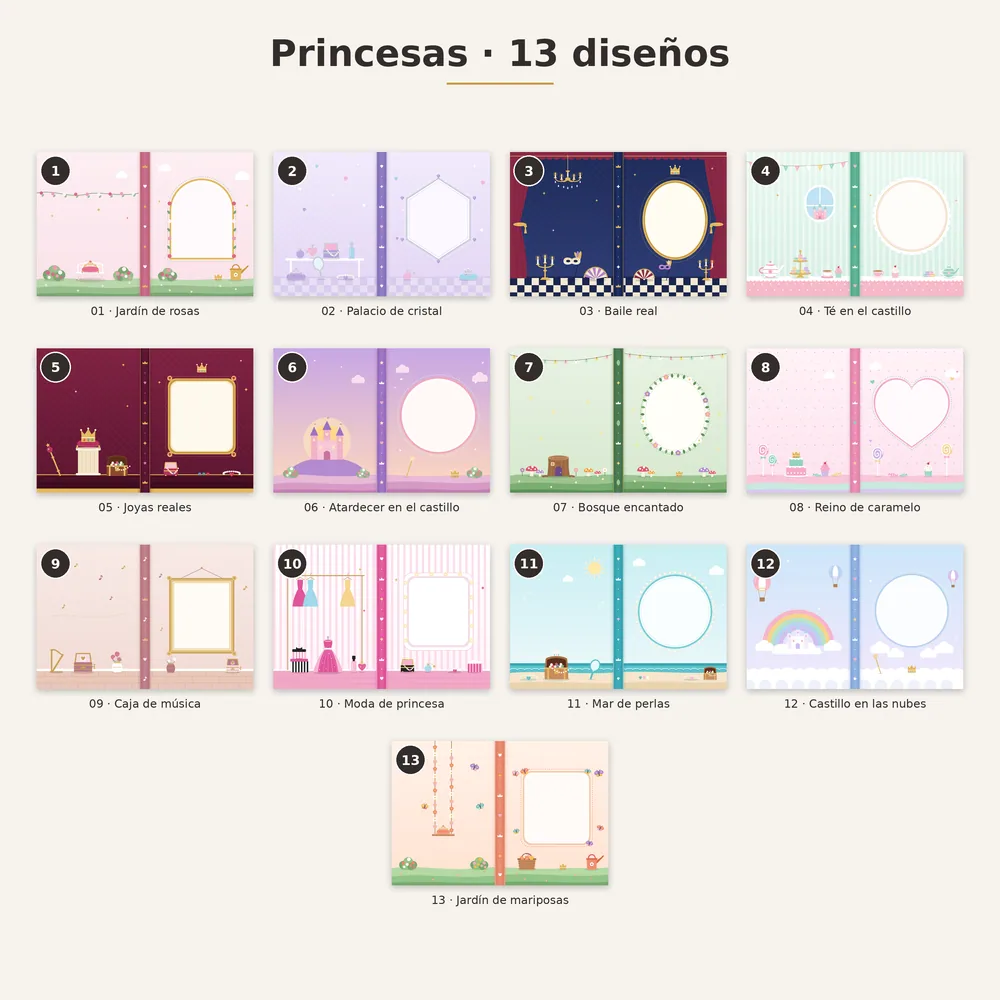 Princesas · 13 diseños
1
2
3
4
01 · Jardín de rosas
02 · Palacio de cristal
03 · Baile real
04 · Té en el castillo
5
6
7
8
05 · Joyas reales
06 · Atardecer en el castillo
07 · Bosque encantado
08 · Reino de caramelo
9
10
11
12
09 · Caja de música
10 · Moda de princesa
11 · Mar de perlas
12 · Castillo en las nubes
13
13 · Jardín de mariposas